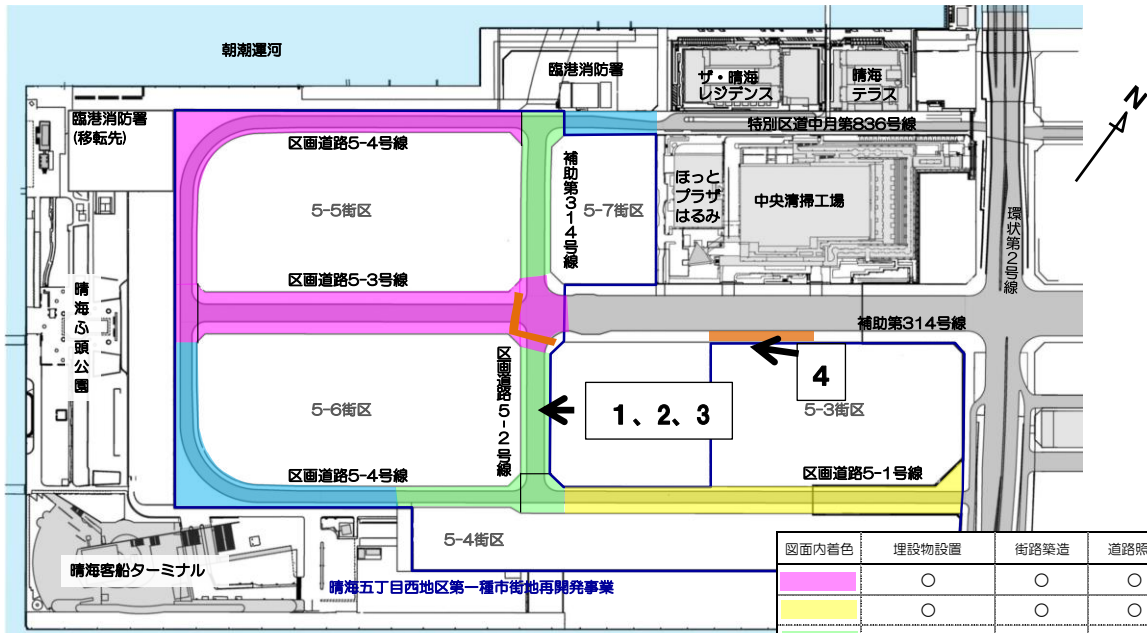 朝潮運河
臨港消防署
ザ・晴海
レジデンス
晴海
テラス
N
臨港消防署
(移転先)
区画道路5-4号線
特別区道中月第836号線
補助第314号線
5-5街区
5-7街区
ほっと
プラザ
はるみ
中央清掃工場
環状第2号線
晴海ふ頭公園
区画道路5-3号線
補助第314号線
区画道路5-2号線
4
1、2、3
5-6街区
5-3街区
区画道路5-4号線
区画道路5-1号線
5-4街区
晴海客船ターミナル
晴海五丁目西地区第一種市街地再開発事業
図面内着色 埋設物設置 街路築造 道路照
○ ○ ○
○ ○ ○